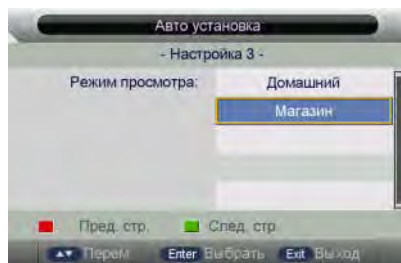 Авто установка
- Настройка 3 -
Режим просмотра: Домашний
Магазин
Пред. стр. След. стр.
Перем. Enter Выбрать Exit Выход